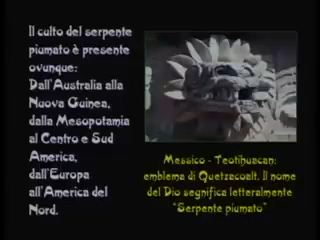 Il culto del serpente
piumato è presente
ovunque:
Dall'Australia alla
Nuova Guinea,
dalla Mesopotamia
al Centro e Sud
America,
dall'Europa
all'America del
Nord.
Messico - Teotihuacan:
emblema di Quetzacoalt. Il nome
del Dio segnifica letteralmente
"Serpente piumato"